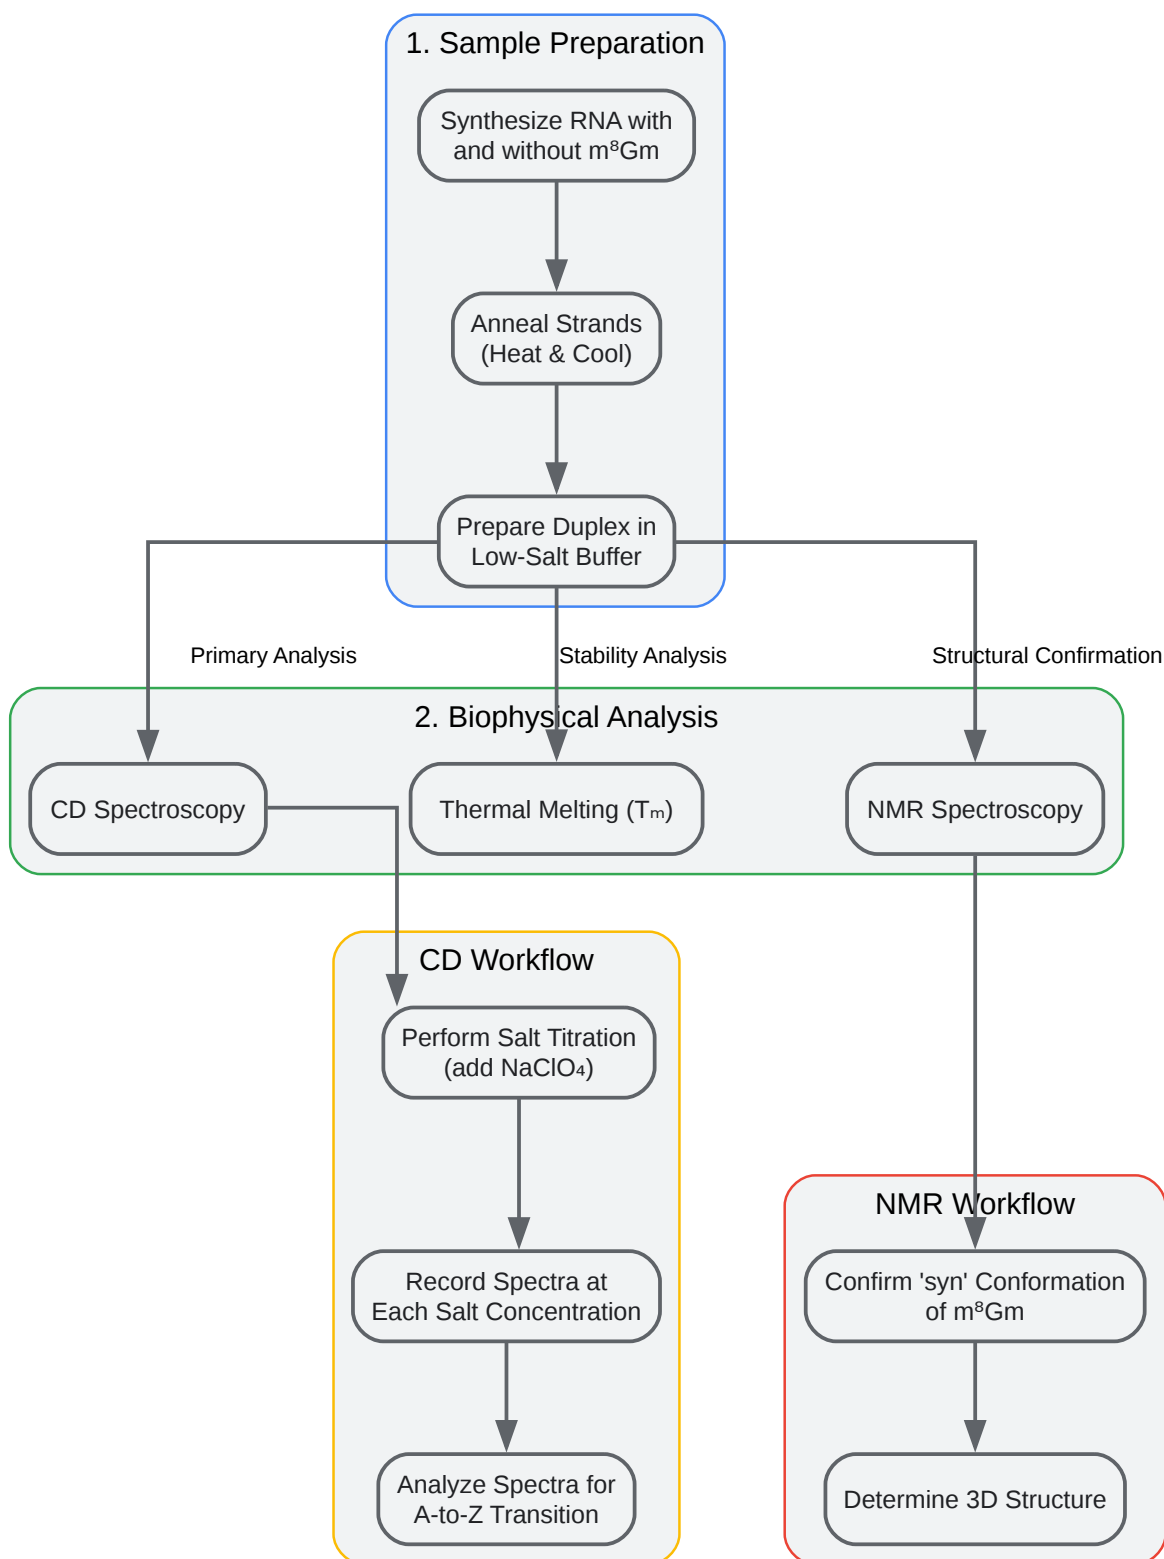 1. Sample Preparation
Synthesize RNA with
and without m⁸Gm
Anneal Strands
(Heat & Cool)
Prepare Duplex in
Low-Salt Buffer
Primary Analysis
Stability Analysis
Structural Confirmation
2. Biophysical Analysis
CD Spectroscopy
Thermal Melting (Tₘ)
NMR Spectroscopy
CD Workflow
Perform Salt Titration
(add NaClO₄)
Record Spectra at
Each Salt Concentration
Analyze Spectra for
A-to-Z Transition
NMR Workflow
Confirm 'syn' Conformation
of m⁸Gm
Determine 3D Structure